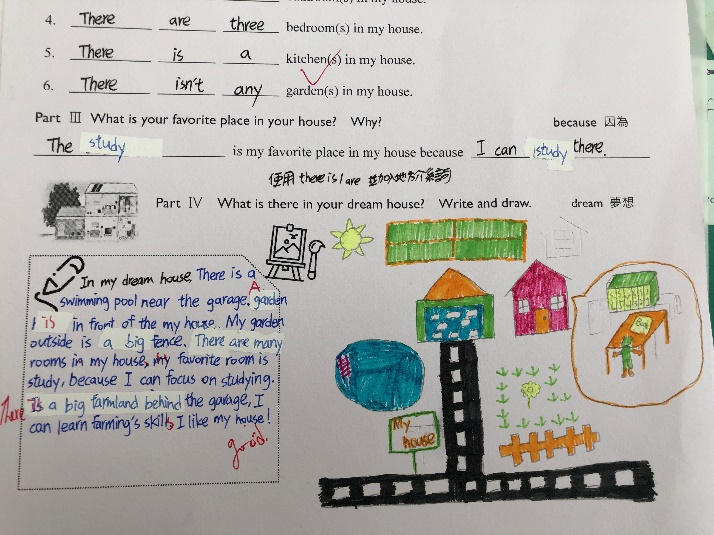 4. There are three bedroom(s) in my house.
5. There is a kitchen(s) in my house.
6. There isn't any garden(s) in my house.
Part III What is your favorite place in your house? Why? because 因為
The study is my favorite place in my house because I can study there.
使用 there is/are 並加入地方介系詞
Part IV What is there in your dream house? Write and draw. dream 夢想
In my dream house, There is a
swimming pool near the garage. A garden
is in front of the my house. My garden
outside is a big fence. There are many
rooms in my house, my favorite room is
study, because I can focus on studying.
There is a big farmland behind the garage, I
can learn farming's skills, I like my house!
good
My
house